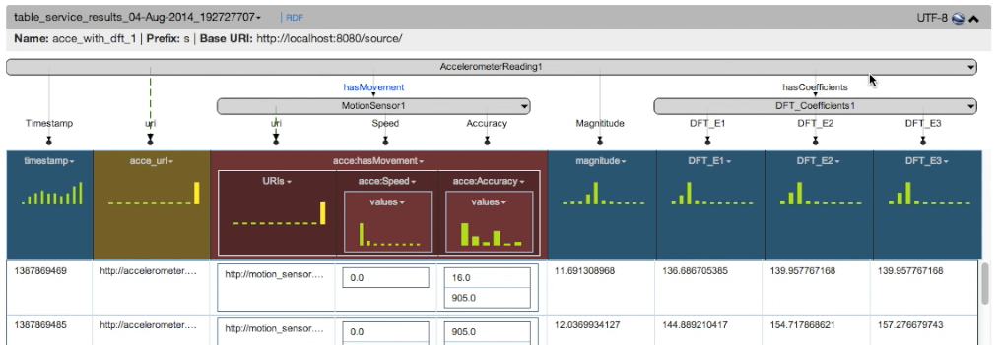 table_service_results_04-Aug-2014_192727707 RDF UTF-8
Name: acce_with_dft_1 | Prefix: s | Base URI: http://localhost:8080/source/
AccelerometerReading1
hasMovement hasCoefficients
MotionSensor1 DFT_Coefficients1
Timestamp uri uri Speed Accuracy Magnititude DFT_E1 DFT_E2 DFT_E3
timestamp acce_url acce:hasMovement magnitude DFT_E1 DFT_E2 DFT_E3
URIs acce:Speed acce:Accuracy
values values
1387869469 http://accelerometer.... http://motion_sensor.... 0.0 16.0 11.691308968 136.686705385 139.957767168 139.957767168
905.0
1387869485 http://accelerometer.... http://motion_sensor.... 0.0 905.0 12.0369934127 144.889210417 154.717868621 157.276679743